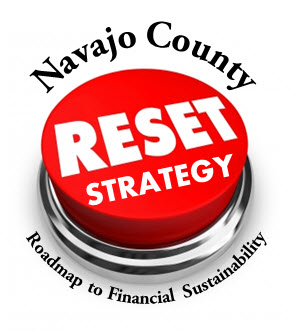 Navajo County
RESET
STRATEGY
Roadmap to Financial Sustainability